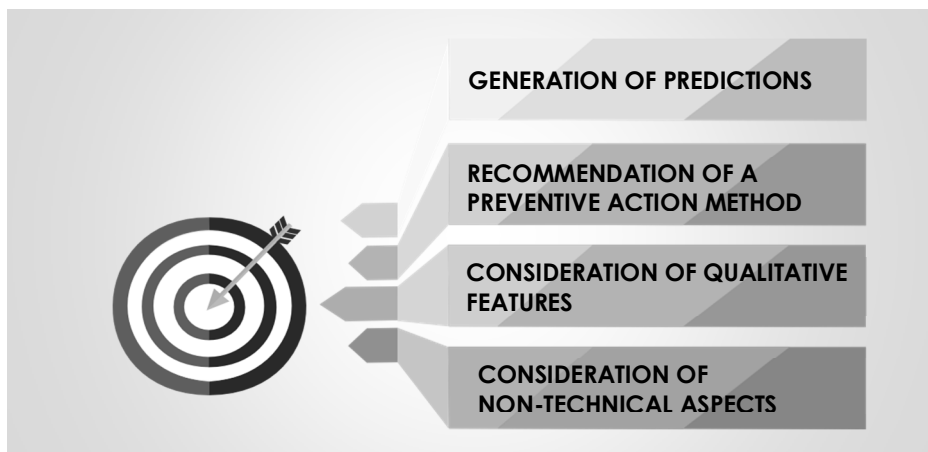 GENERATION OF PREDICTIONS
RECOMMENDATION OF A
PREVENTIVE ACTION METHOD
CONSIDERATION OF QUALITATIVE
FEATURES
CONSIDERATION OF
NON-TECHNICAL ASPECTS